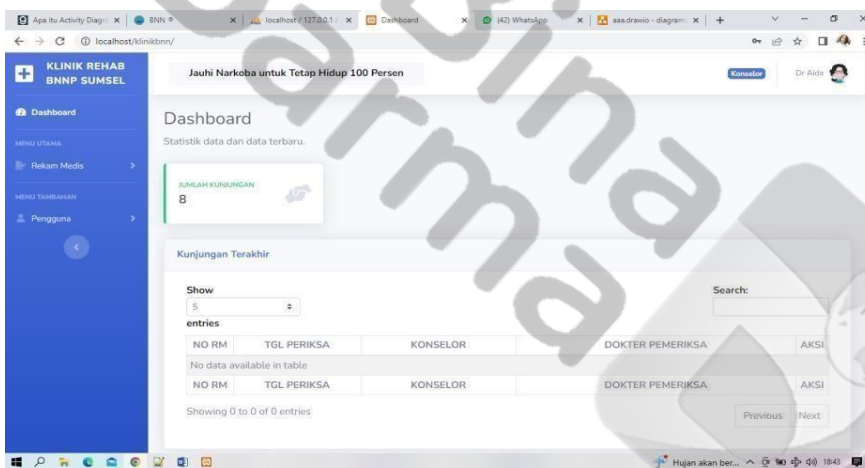 Apa itu Activity Diagr
BNN
localhost / 127.0.0.1 /
Dashboard
(42) WhatsApp
aaa.drawio - diagram
localhost/klinikbnn/
KLINIK REHAB
BNNP SUMSEL
Jauhi Narkoba untuk Tetap Hidup 100 Persen
Konselor
Dr Aida
Dashboard
MENU UTAMA
Rekam Medis
MENU TAMBAHAN
Pengguna
Dashboard
Statistik data dan data terbaru.
JUMLAH KUNJUNGAN
8
Kunjungan Terakhir
Show
5
entries
Search:
NO RM TGL PERIKSA KONSELOR DOKTER PEMERIKSA AKSI
No data available in table
NO RM TGL PERIKSA KONSELOR DOKTER PEMERIKSA AKSI
Showing 0 to 0 of 0 entries
Previous Next
Hujan akan ber...
18:43